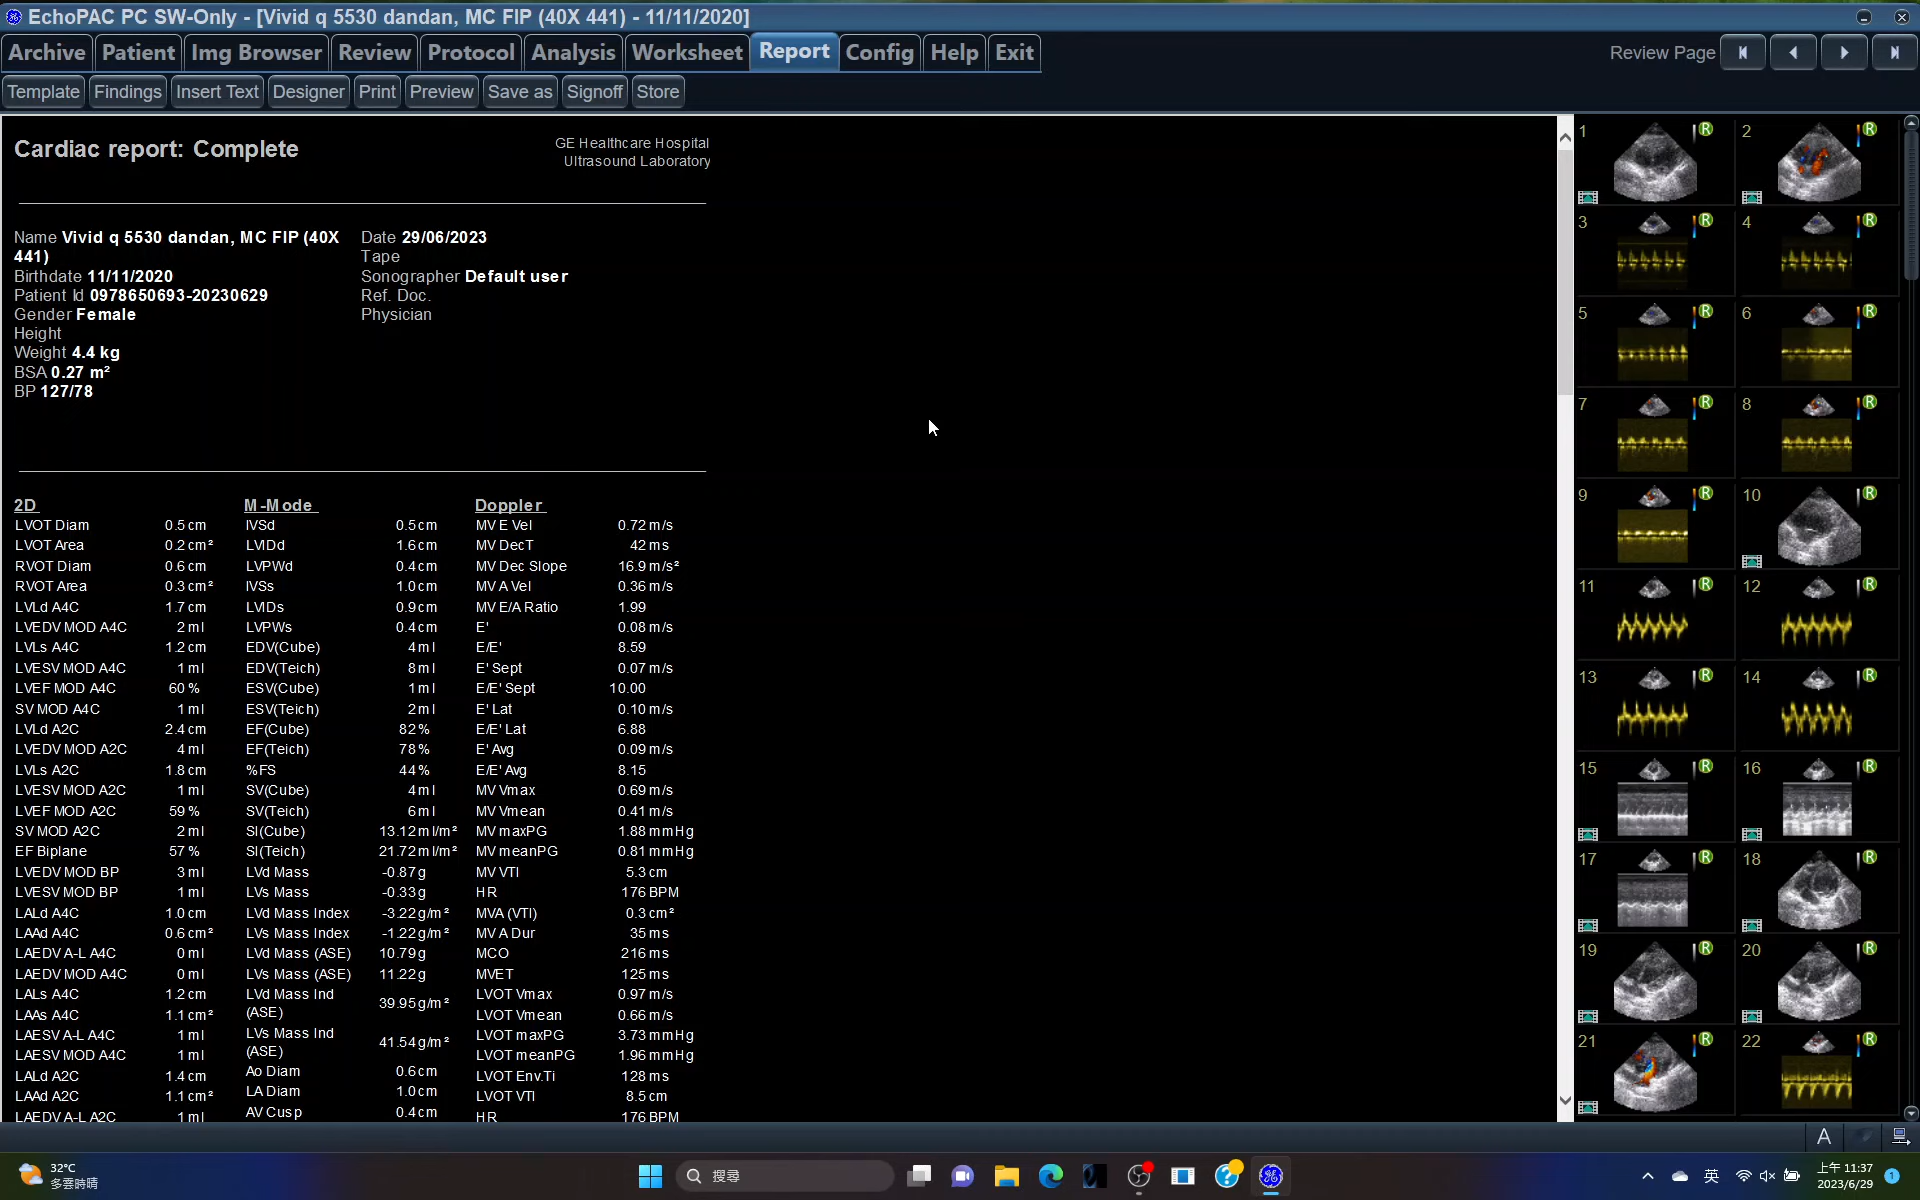 EchoPAC PC SW-Only - [Vivid q 5530 dandan, MC FIP (40X 441) - 11/11/2020]
Archive Patient Img Browser Review Protocol Analysis Worksheet Report Config Help Exit Review Page
Template Findings Insert Text Designer Print Preview Save as Signoff Store
Cardiac report: Complete
GE Healthcare Hospital
Ultrasound Laboratory
Name Vivid q 5530 dandan, MC FIP (40X
441)
Birthdate 11/11/2020
Patient Id 0978650693-20230629
Gender Female
Height
Weight 4.4 kg
BSA 0.27 m²
BP 127/78
Date 29/06/2023
Tape
Sonographer Default user
Ref. Doc.
Physician
2D
LVOT Diam 0.5 cm
LVOT Area 0.2 cm²
RVOT Diam 0.6 cm
RVOT Area 0.3 cm²
LVLd A4C 1.7 cm
LVEDV MOD A4C 2 ml
LVLs A4C 1.2 cm
LVESV MOD A4C 1 ml
LVEF MOD A4C 60 %
SV MOD A4C 1 ml
LVLd A2C 2.4 cm
LVEDV MOD A2C 4 ml
LVLs A2C 1.8 cm
LVESV MOD A2C 1 ml
LVEF MOD A2C 59 %
SV MOD A2C 2 ml
EF Biplane 57 %
LVEDV MOD BP 3 ml
LVESV MOD BP 1 ml
LALd A4C 1.0 cm
LAAd A4C 0.6 cm²
LAEDV A-L A4C 0 ml
LAEDV MOD A4C 0 ml
LALs A4C 1.2 cm
LAAs A4C 1.1 cm²
LAESV A-L A4C 1 ml
LAESV MOD A4C 1 ml
LALd A2C 1.4 cm
LAAd A2C 1.1 cm²
LAEDV A-L A2C 1 ml
M-Mode
IVSd 0.5 cm
LVIDd 1.6 cm
LVPWd 0.4 cm
IVSs 1.0 cm
LVIDs 0.9 cm
LVPWs 0.4 cm
EDV(Cube) 4 ml
EDV(Teich) 8 ml
ESV(Cube) 1 ml
ESV(Teich) 2 ml
EF(Cube) 82 %
EF(Teich) 78 %
%FS 44 %
SV(Cube) 4 ml
SV(Teich) 6 ml
SI(Cube) 13.12 ml/m²
SI(Teich) 21.72 ml/m²
LVd Mass -0.87 g
LVs Mass -0.33 g
LVd Mass Index -3.22 g/m²
LVs Mass Index -1.22 g/m²
LVd Mass (ASE) 10.79 g
LVs Mass (ASE) 11.22 g
LVd Mass Ind
(ASE) 39.95 g/m²
LVs Mass Ind
(ASE) 41.54 g/m²
Ao Diam 0.6 cm
LA Diam 1.0 cm
AV Cusp 0.4 cm
Doppler
MV E Vel 0.72 m/s
MV DecT 42 ms
MV Dec Slope 16.9 m/s²
MV A Vel 0.36 m/s
MV E/A Ratio 1.99
E' 0.08 m/s
E/E' 8.59
E' Sept 0.07 m/s
E/E' Sept 10.00
E' Lat 0.10 m/s
E/E' Lat 6.88
E' Avg 0.09 m/s
E/E' Avg 8.15
MV Vmax 0.69 m/s
MV Vmean 0.41 m/s
MV maxPG 1.88 mmHg
MV meanPG 0.81 mmHg
MV VTI 5.3 cm
HR 176 BPM
MVA (VTI) 0.3 cm²
MV A Dur 35 ms
MCO 216 ms
MVET 125 ms
LVOT Vmax 0.97 m/s
LVOT Vmean 0.66 m/s
LVOT maxPG 3.73 mmHg
LVOT meanPG 1.96 mmHg
LVOT Env.Ti 128 ms
LVOT VTI 8.5 cm
HR 176 BPM
1 R 2 R
3 R 4 R
5 R 6 R
7 R 8 R
9 R 10 R
11 R 12 R
13 R 14 R
15 R 16 R
17 R 18 R
19 R 20 R
21 R 22 R
A
32°C
多雲時晴
搜尋
英
上午 11:37
2023/6/29
1